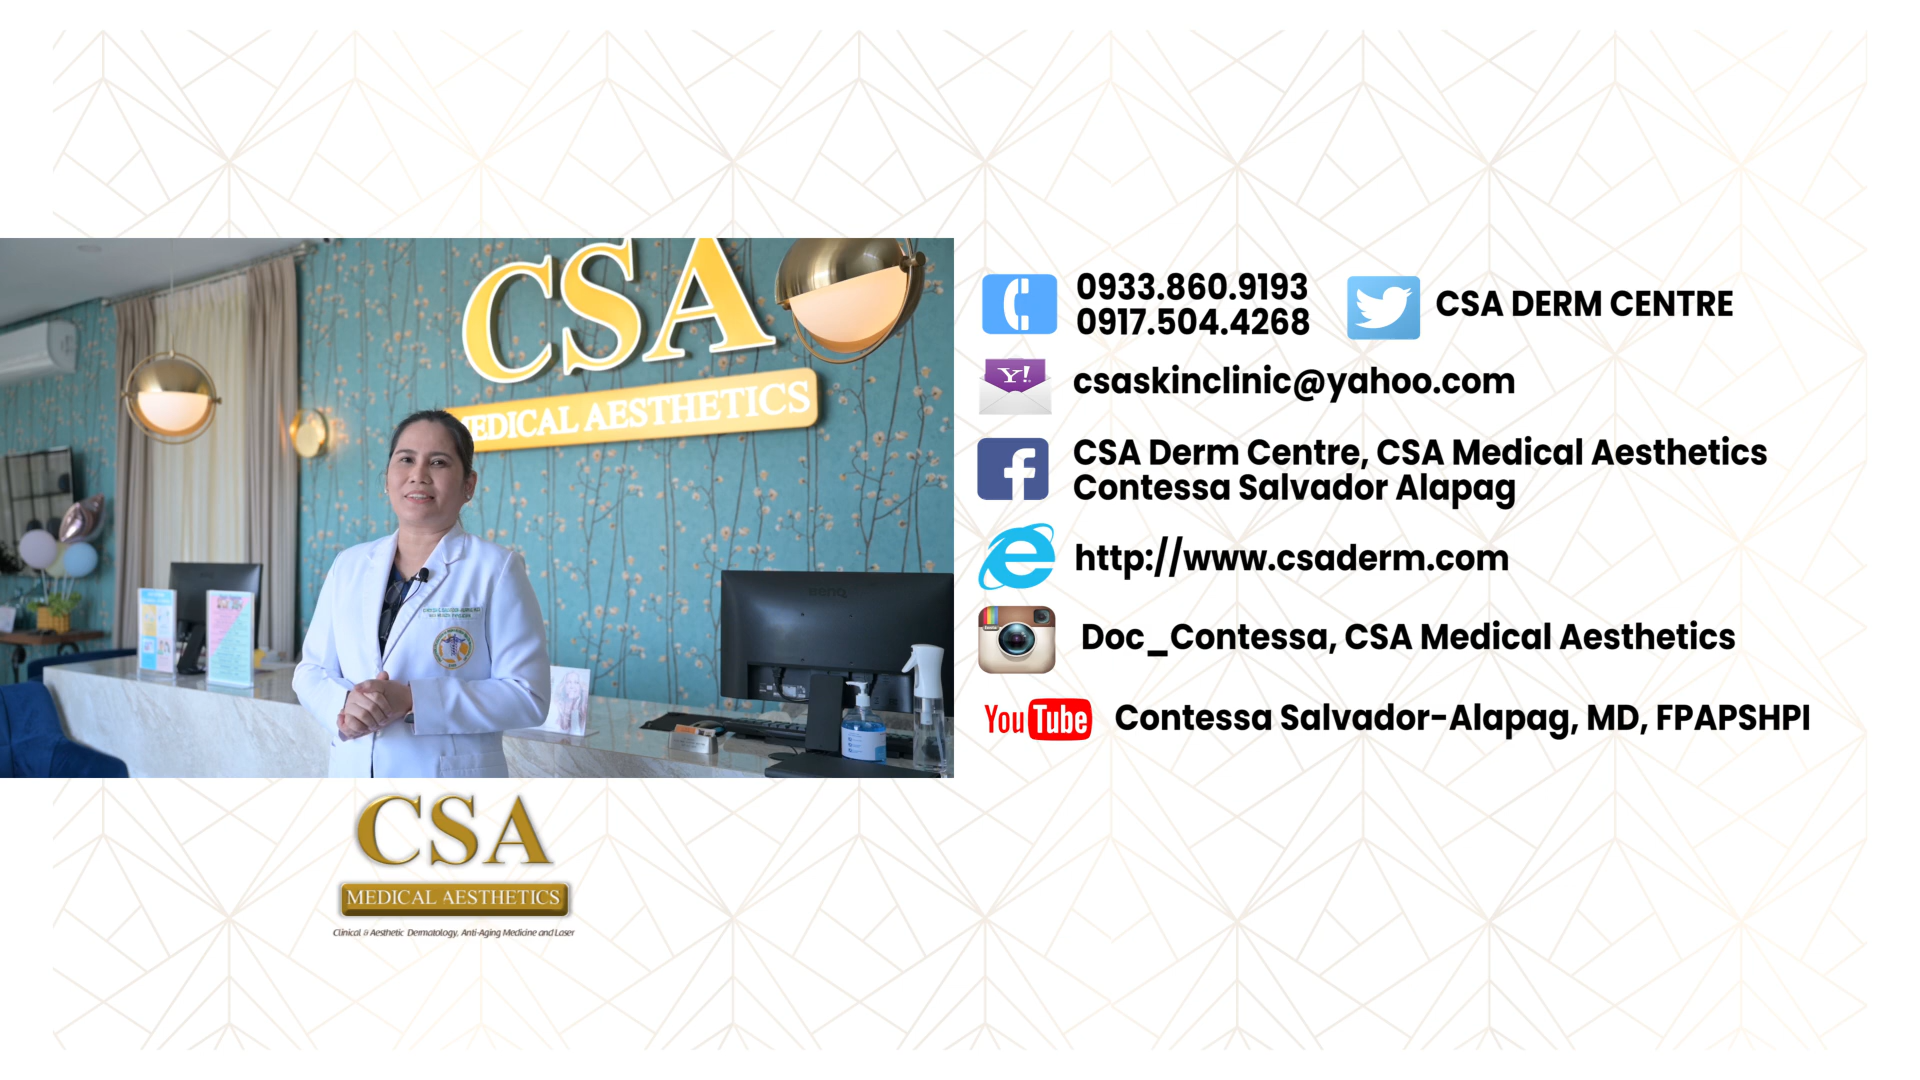 CSA
MEDICAL AESTHETICS
BenQ
0933.860.9193
0917.504.4268
CSA DERM CENTRE
Y!
csaskinclinic@yahoo.com
f
CSA Derm Centre, CSA Medical Aesthetics
Contessa Salvador Alapag
http://www.csaderm.com
Doc_Contessa, CSA Medical Aesthetics
YouTube
Contessa Salvador-Alapag, MD, FPAPSHPI
CSA
MEDICAL AESTHETICS
Clinical & Aesthetic Dermatology, Anti-Aging Medicine and Laser